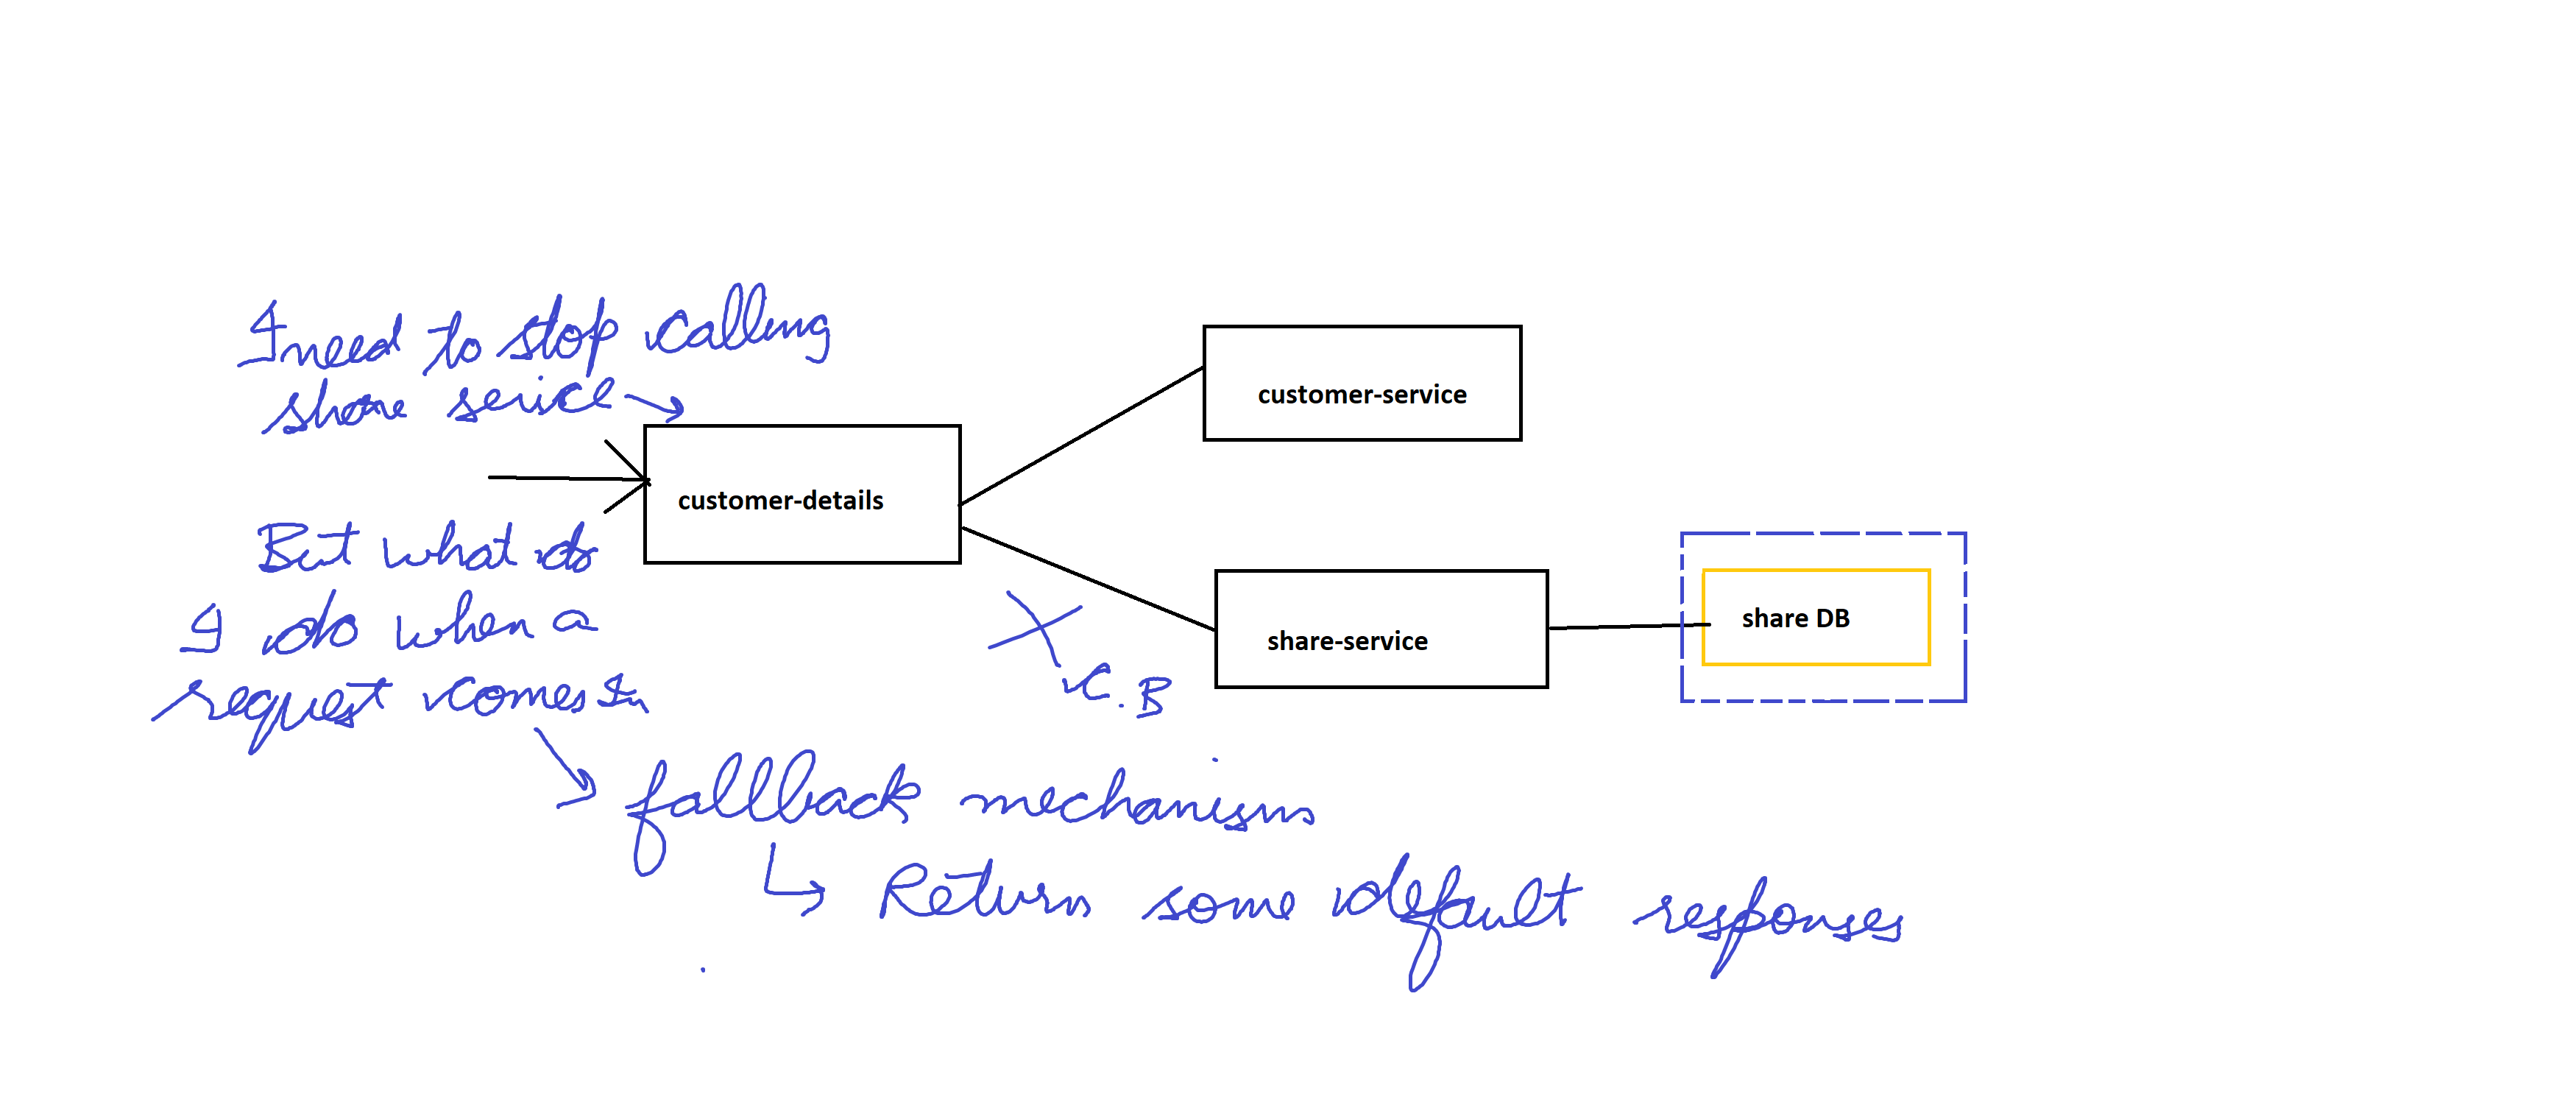 I need to stop calling
share serice
customer-service
customer-details
But what do
I do when a
request comes In
share DB
share-service
C.B
fallback mechanisms
Return some default responses